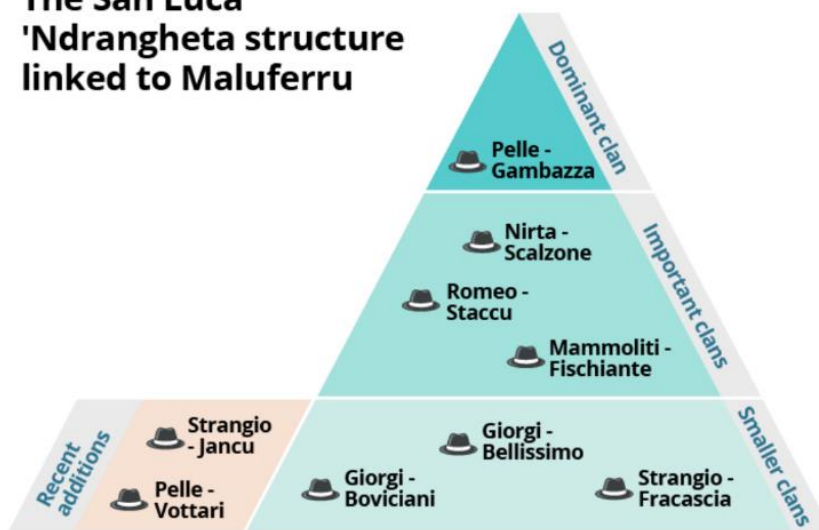 The San Luca
'Ndrangheta structure
linked to Maluferru
Dominant clan
Pelle -
Gambazza
Important clans
Nirta -
Scalzone
Romeo -
Staccu
Mammoliti -
Fischiante
Recent
additions
Strangio
- Jancu
Pelle -
Vottari
Smaller clans
Giorgi -
Bellissimo
Giorgi -
Boviciani
Strangio -
Fracascia